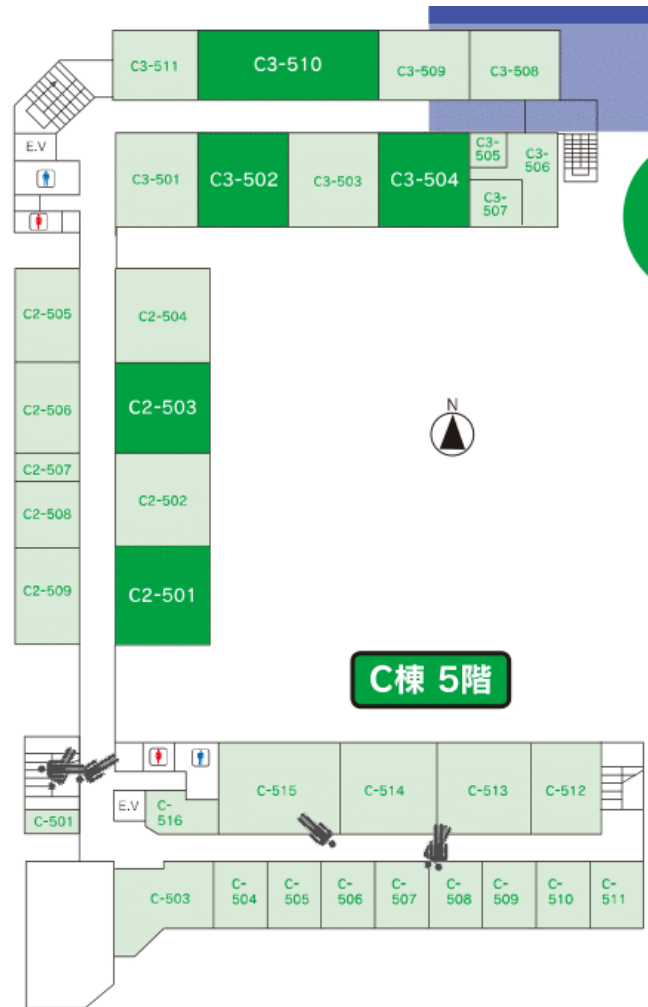 C3-511
C3-510
C3-509
C3-508
E.V
C3-501
C3-502
C3-503
C3-504
C3-
505
C3-
506
C3-
507
C2-505
C2-504
C2-506
C2-503
N
C2-507
C2-502
C2-508
C2-509
C2-501
C棟 5階
C-515
C-514
C-513
C-512
E.V
C-
516
C-501
C-503
C-
504
C-
505
C-
506
C-
507
C-
508
C-
509
C-
510
C-
511